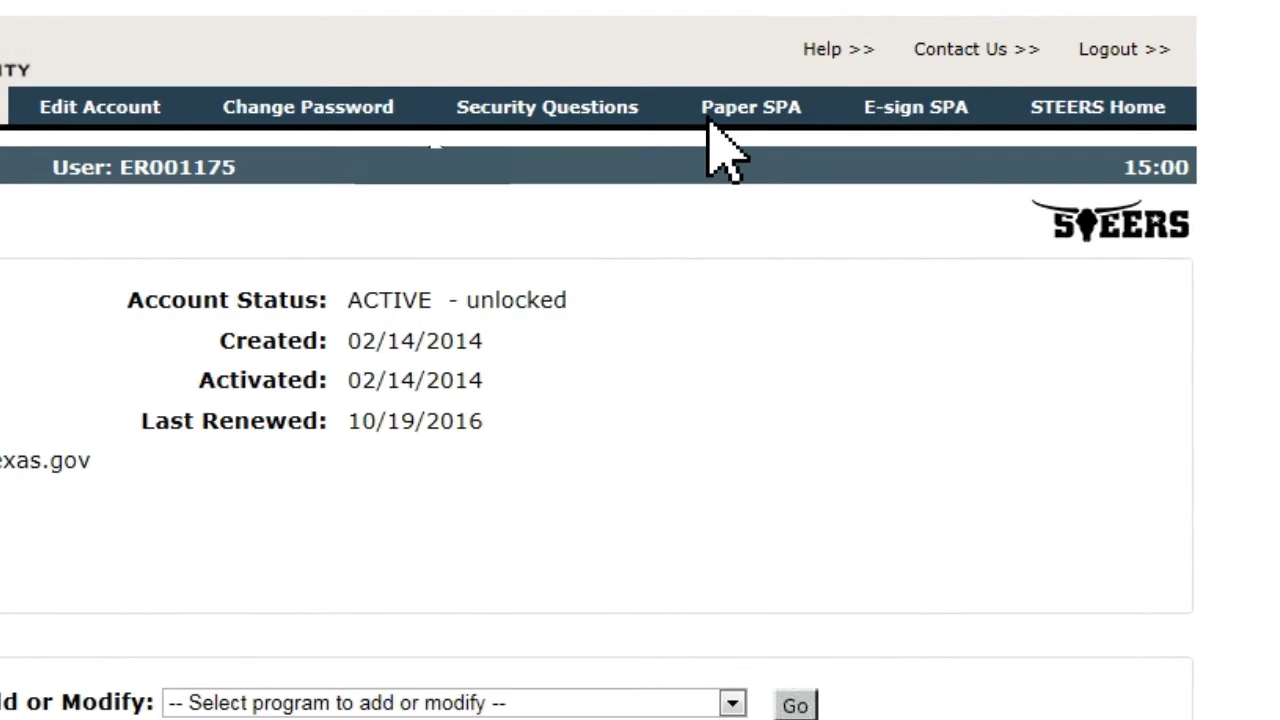 Help >> Contact Us >> Logout >>
ITY
Edit Account Change Password Security Questions Paper SPA E-sign SPA STEERS Home
User: ER001175 15:00
STEERS
Account Status: ACTIVE - unlocked
Created: 02/14/2014
Activated: 02/14/2014
Last Renewed: 10/19/2016
exas.gov
d or Modify: -- Select program to add or modify -- Go